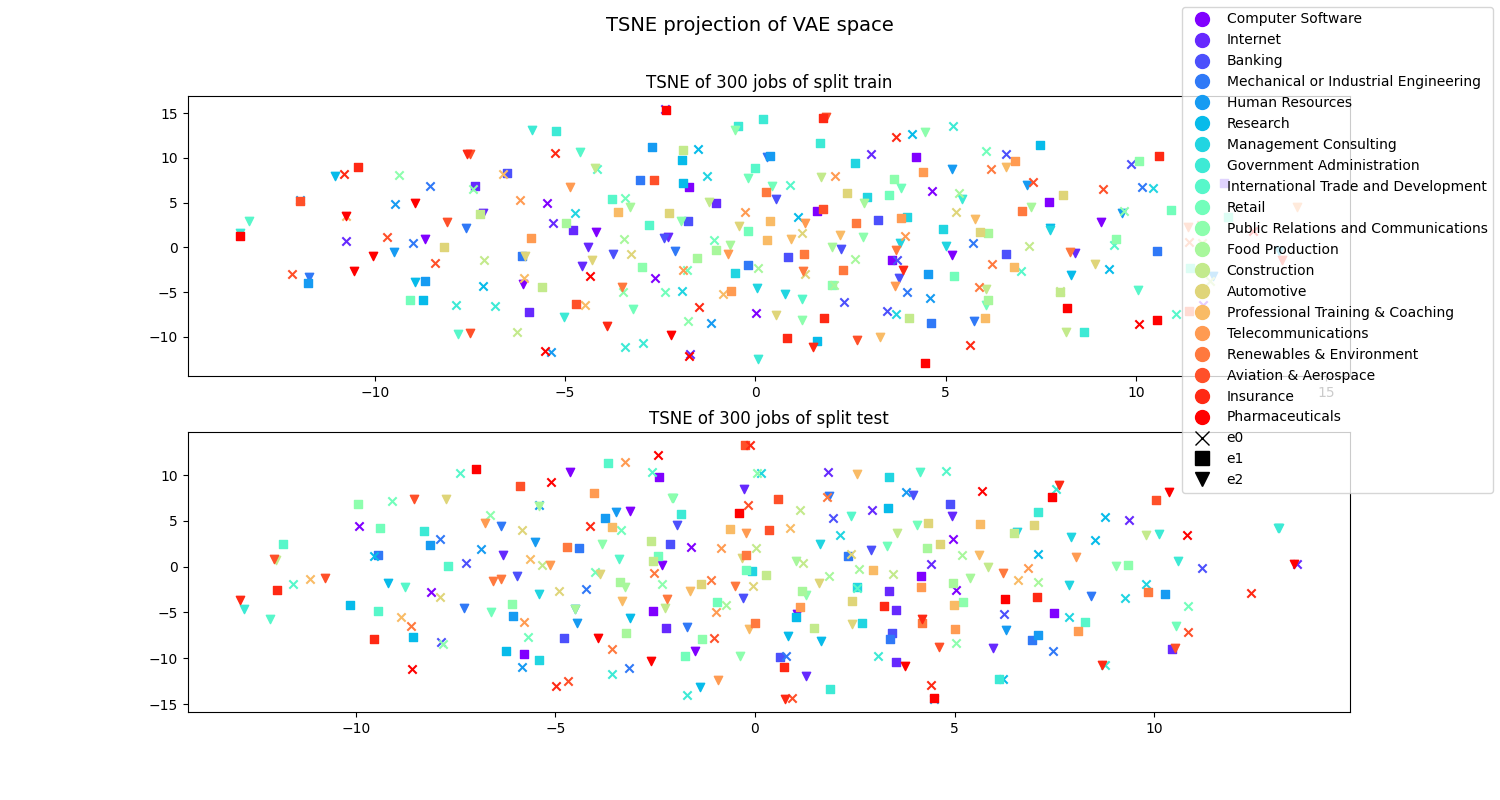 TSNE projection of VAE space
TSNE of 300 jobs of split train
15
10
5
0
−5
−10
−10
−5
0
5
10
15
TSNE of 300 jobs of split test
10
5
0
−5
−10
−15
−10
−5
0
5
10
Computer Software
Internet
Banking
Mechanical or Industrial Engineering
Human Resources
Research
Management Consulting
Government Administration
International Trade and Development
Retail
Public Relations and Communications
Food Production
Construction
Automotive
Professional Training & Coaching
Telecommunications
Renewables & Environment
Aviation & Aerospace
Insurance
Pharmaceuticals
e0
e1
e2